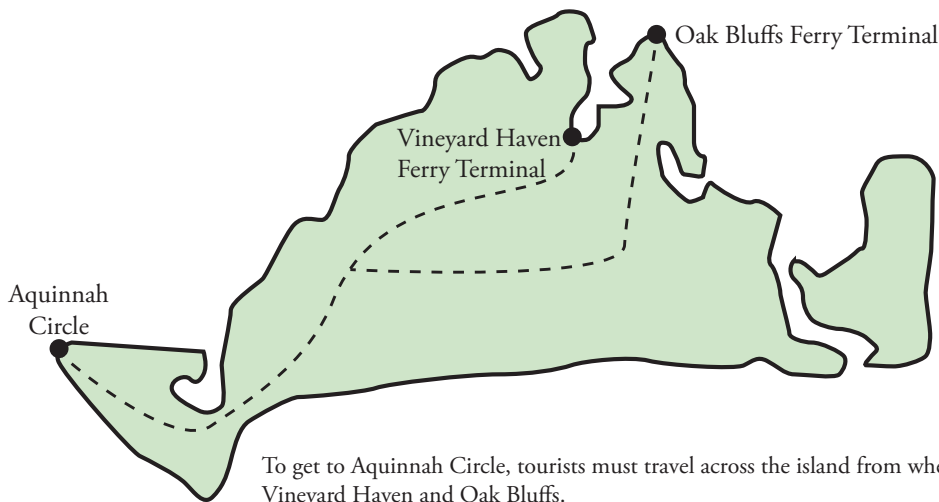 Oak Bluffs Ferry Terminal
Vineyard Haven
Ferry Terminal
Aquinnah
Circle
To get to Aquinnah Circle, tourists must travel across the island from
Vineyard Haven and Oak Bluffs.